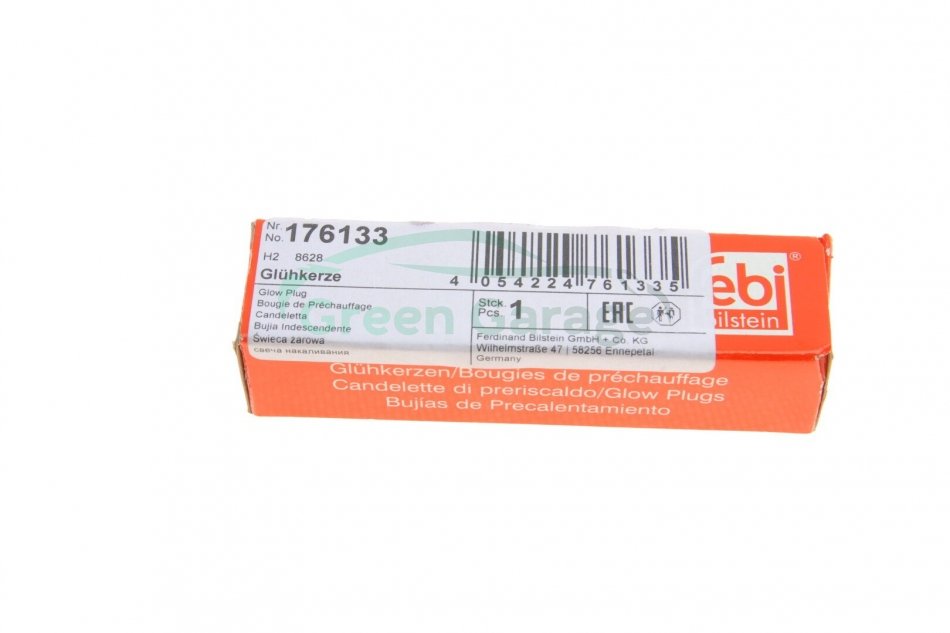 Nr.
No. 176133
H2 8628
Glühkerze
Glow Plug
Bougie de Préchauffage
Candeletta
Bujia Indescendente
Świeca żarowa
свеча накаливания
4 054224 761335
Stck.
Pcs. 1
EAC
Ferdinand Bilstein GmbH + Co. KG
Wilhelmstraße 47 | 58256 Ennepetal
Germany
Green Garage
ebi®
bilstein
Glühkerzen/Bougies de préchauffage
Candelette di preriscaldo/Glow Plugs
Bujías de Precalentamiento